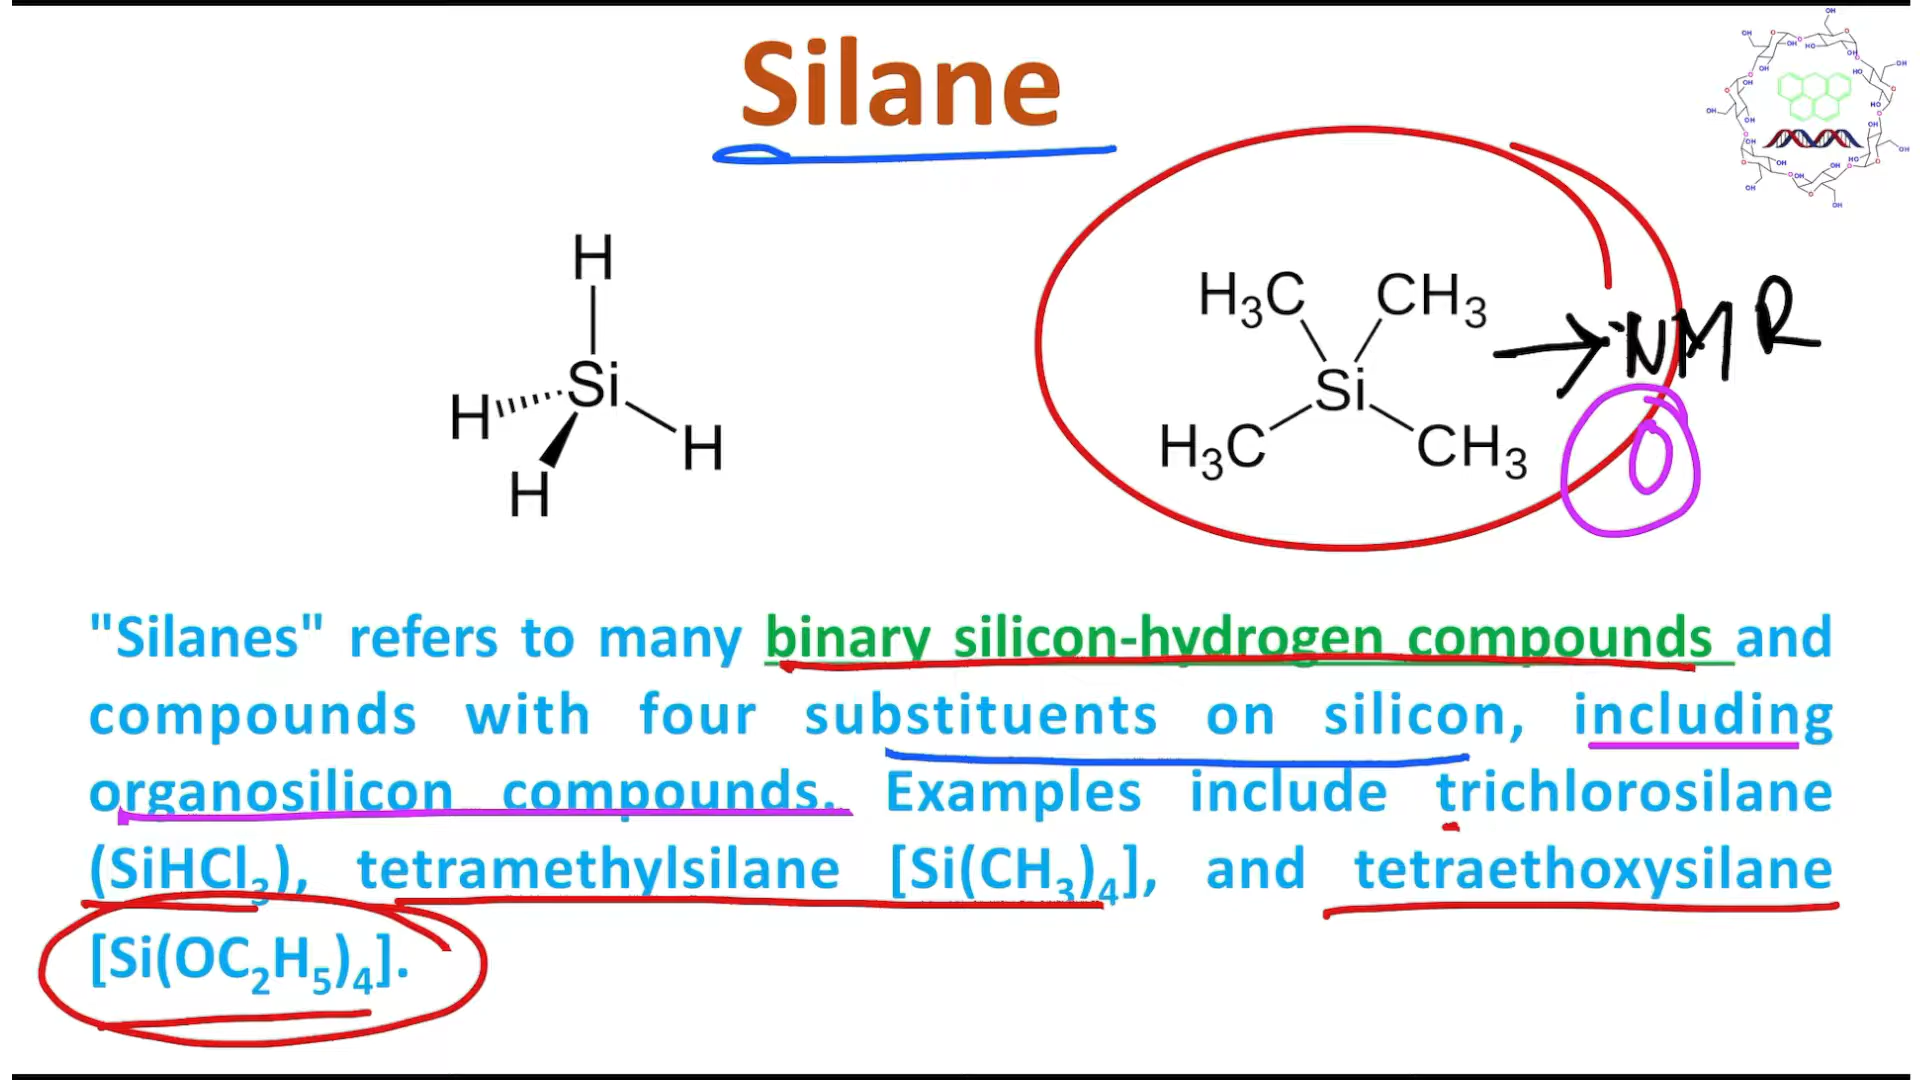 Silane
H
Si
H
H
H
H₃C CH₃
Si
H₃C CH₃
→ NMR
0
"Silanes" refers to many binary silicon-hydrogen compounds and
compounds with four substituents on silicon, including
organosilicon compounds. Examples include trichlorosilane
(SiHCl₃), tetramethylsilane [Si(CH₃)₄], and tetraethoxysilane
[Si(OC₂H₅)₄].